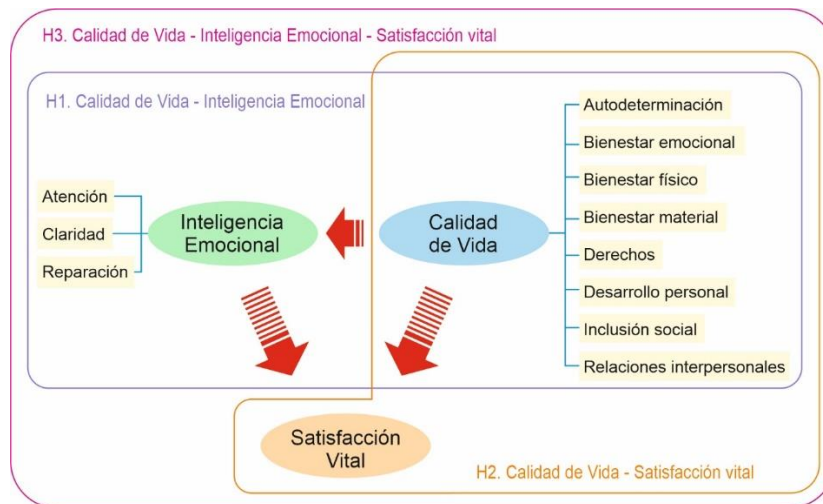 H3. Calidad de Vida - Inteligencia Emocional - Satisfacción vital
H1. Calidad de Vida - Inteligencia Emocional
Atención
Claridad
Reparación
Inteligencia
Emocional
Calidad
de Vida
Autodeterminación
Bienestar emocional
Bienestar físico
Bienestar material
Derechos
Desarrollo personal
Inclusión social
Relaciones interpersonales
Satisfacción
Vital
H2. Calidad de Vida - Satisfacción vital